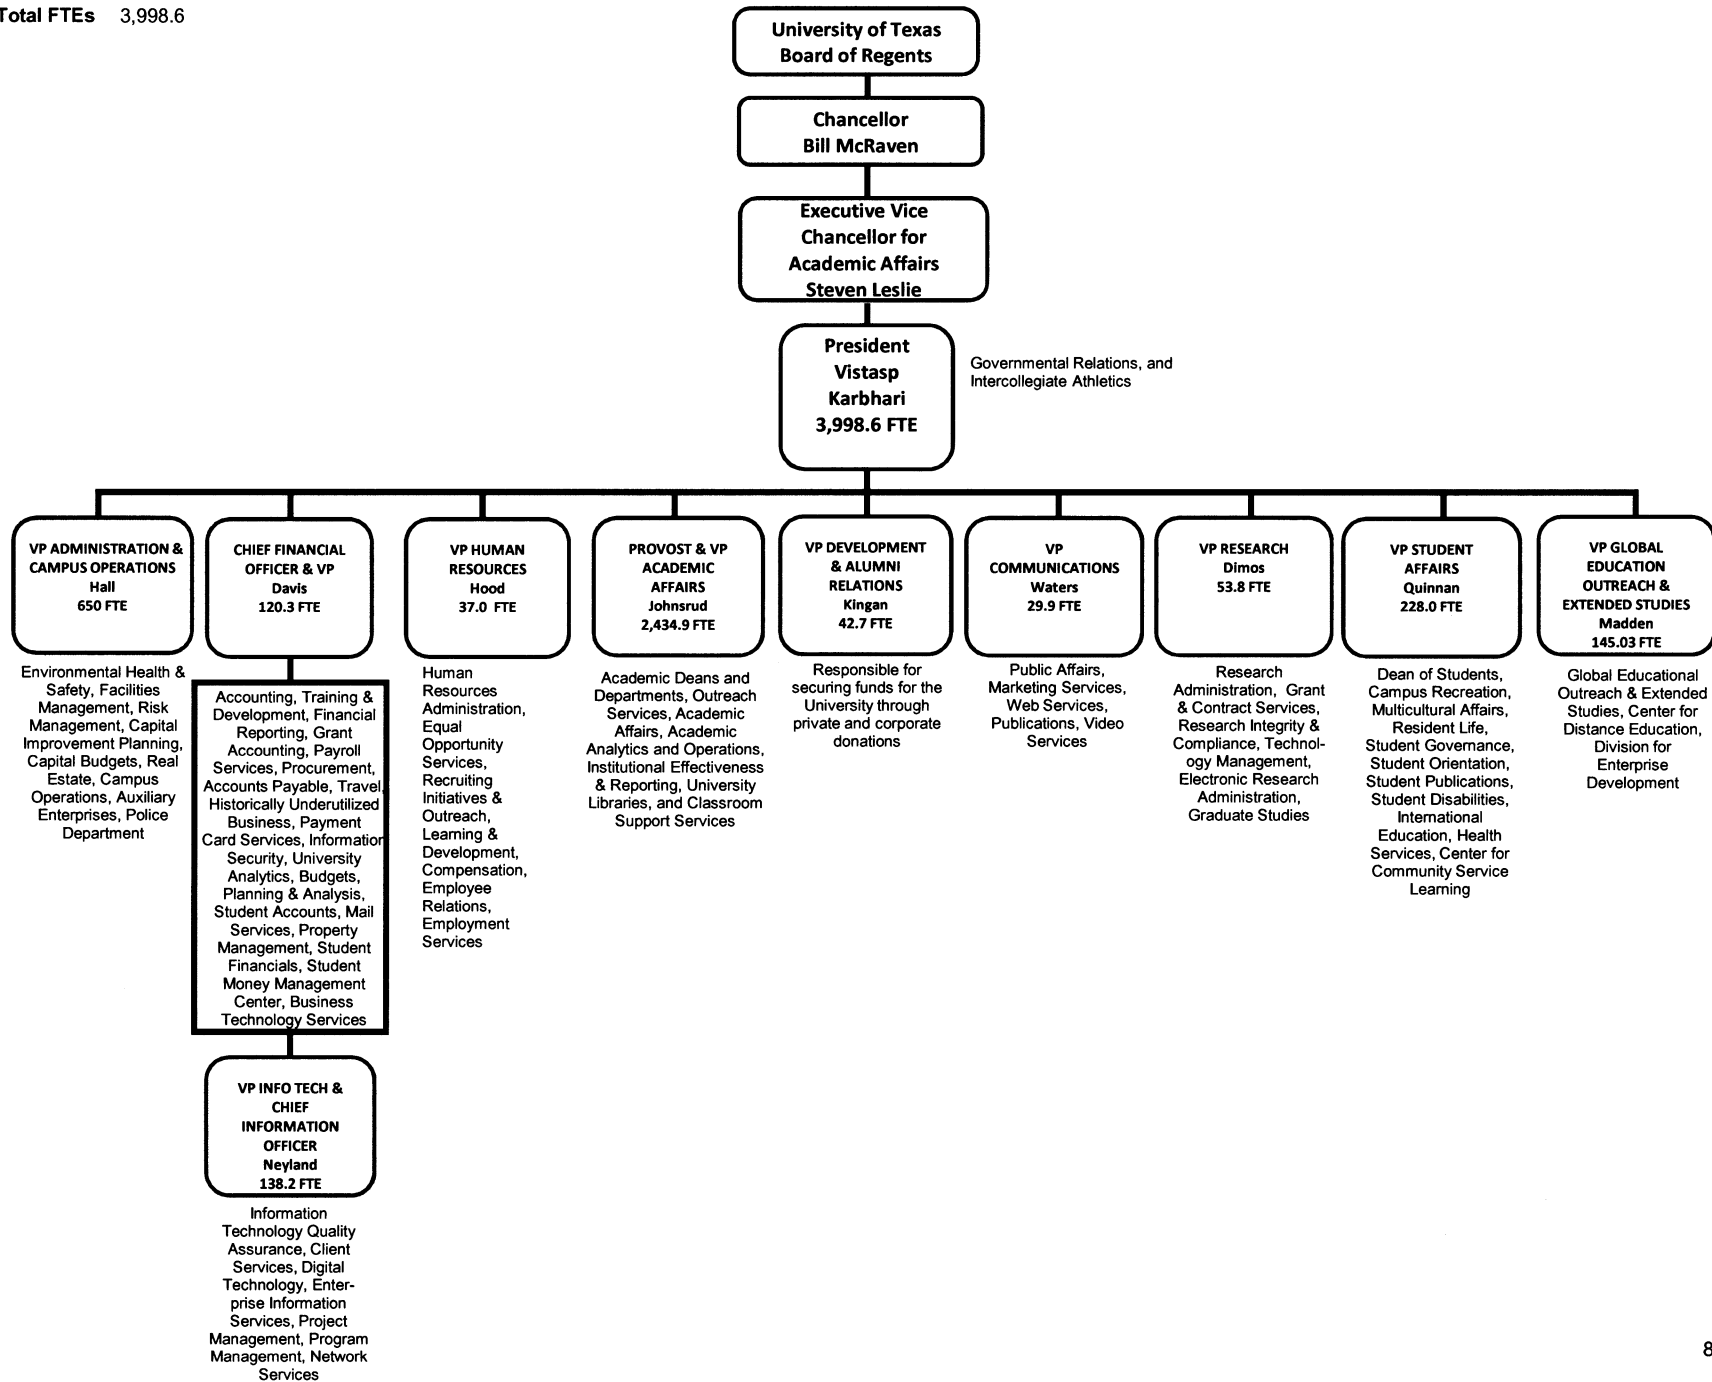 Total FTEs 3,998.6
University of Texas
Board of Regents
Chancellor
Bill McRaven
Executive Vice
Chancellor for
Academic Affairs
Steven Leslie
President
Vistasp
Karbhari
3,998.6 FTE
Governmental Relations, and
Intercollegiate Athletics
VP ADMINISTRATION &
CAMPUS OPERATIONS
Hall
650 FTE
Environmental Health &
Safety, Facilities
Management, Risk
Management, Capital
Improvement Planning,
Capital Budgets, Real
Estate, Campus
Operations, Auxiliary
Enterprises, Police
Department
CHIEF FINANCIAL
OFFICER & VP
Davis
120.3 FTE
Accounting, Training &
Development, Financial
Reporting, Grant
Accounting, Payroll
Services, Procurement,
Accounts Payable, Travel,
Historically Underutilized
Business, Payment
Card Services, Information
Security, University
Analytics, Budgets,
Planning & Analysis,
Student Accounts, Mail
Services, Property
Management, Student
Financials, Student
Money Management
Center, Business
Technology Services
VP INFO TECH &
CHIEF
INFORMATION
OFFICER
Neyland
138.2 FTE
Information
Technology Quality
Assurance, Client
Services, Digital
Technology, Enter-
prise Information
Services, Project
Management, Program
Management, Network
Services
VP HUMAN
RESOURCES
Hood
37.0 FTE
Human
Resources
Administration,
Equal
Opportunity
Services,
Recruiting
Initiatives &
Outreach,
Learning &
Development,
Compensation,
Employee
Relations,
Employment
Services
PROVOST & VP
ACADEMIC
AFFAIRS
Johnsrud
2,434.9 FTE
Academic Deans and
Departments, Outreach
Services, Academic
Affairs, Academic
Analytics and Operations,
Institutional Effectiveness
& Reporting, University
Libraries, and Classroom
Support Services
VP DEVELOPMENT
& ALUMNI
RELATIONS
Kingan
42.7 FTE
Responsible for
securing funds for the
University through
private and corporate
donations
VP
COMMUNICATIONS
Waters
29.9 FTE
Public Affairs,
Marketing Services,
Web Services,
Publications, Video
Services
VP RESEARCH
Dimos
53.8 FTE
Research
Administration, Grant
& Contract Services,
Research Integrity &
Compliance, Technol-
ogy Management,
Electronic Research
Administration,
Graduate Studies
VP STUDENT
AFFAIRS
Quinnan
228.0 FTE
Dean of Students,
Campus Recreation,
Multicultural Affairs,
Resident Life,
Student Governance,
Student Orientation,
Student Publications,
Student Disabilities,
International
Education, Health
Services, Center for
Community Service
Learning
VP GLOBAL
EDUCATION
OUTREACH &
EXTENDED STUDIES
Madden
145.03 FTE
Global Educational
Outreach & Extended
Studies, Center for
Distance Education,
Division for
Enterprise
Development
8